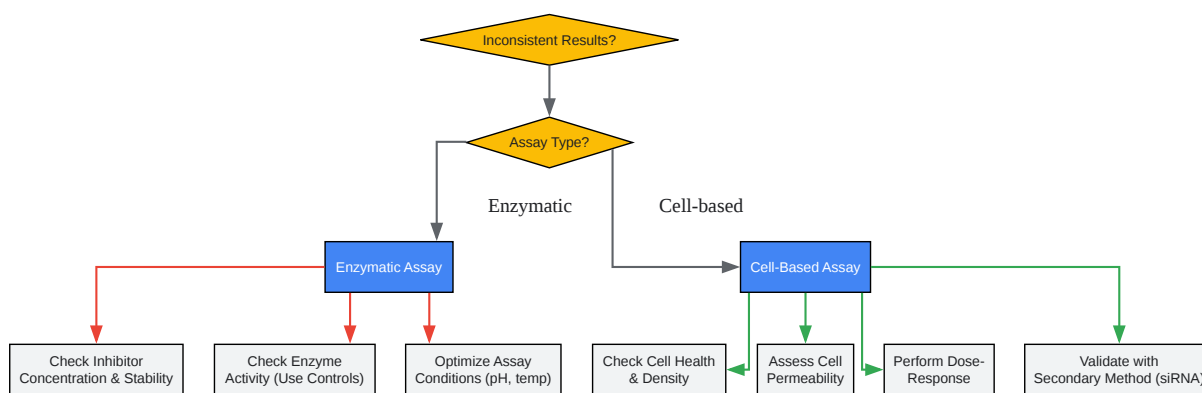 Inconsistent Results?
Assay Type?
Enzymatic
Cell-based
Enzymatic Assay
Cell-Based Assay
Check Inhibitor
Concentration & Stability
Check Enzyme
Activity (Use Controls)
Optimize Assay
Conditions (pH, temp)
Check Cell Health
& Density
Assess Cell
Permeability
Perform Dose-
Response
Validate with
Secondary Method (siRNA)